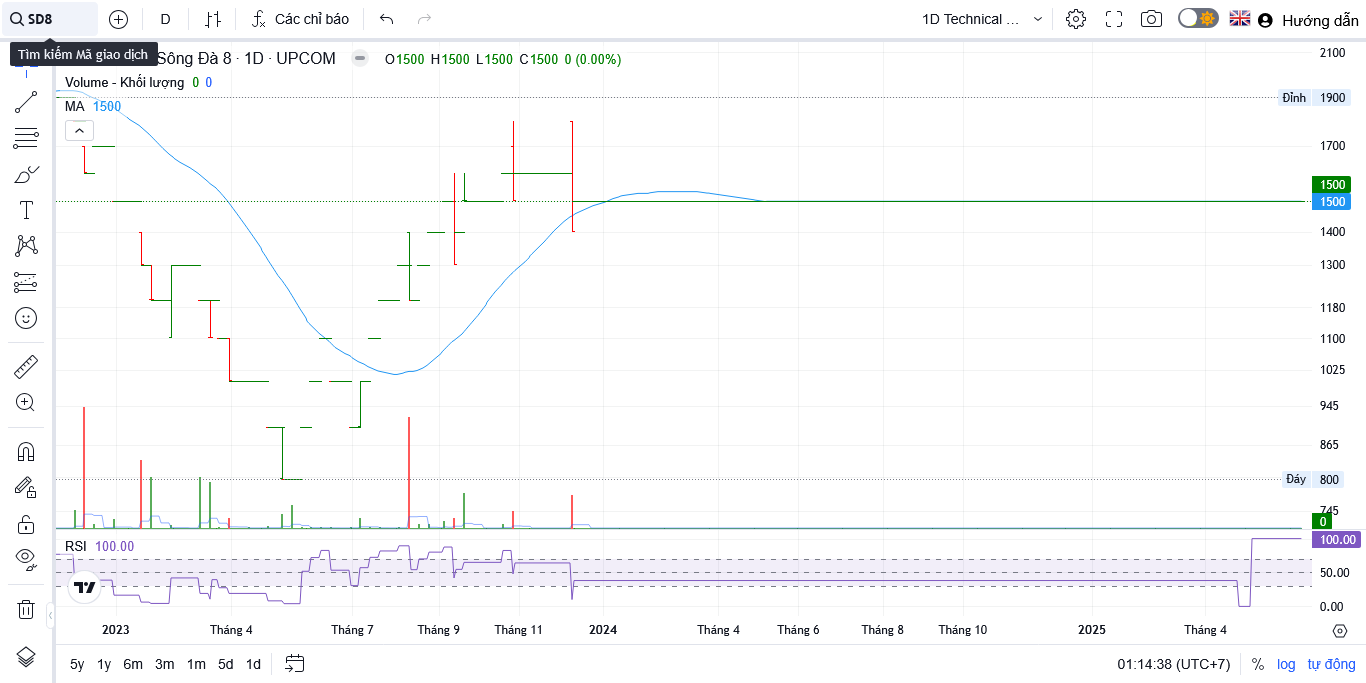 SD8 D Các chỉ báo 1D Technical ... Hướng dẫn
Tìm kiếm Mã giao dịch
Sông Đà 8 · 1D · UPCOM O1500 H1500 L1500 C1500 0 (0.00%)
Volume - Khối lượng 0 0
MA 1500
2100
Đỉnh 1900
1700
1500
1500
1400
1300
1180
1100
1025
945
865
Đáy 800
745
0
RSI 100.00
100.00
50.00
0.00
2023 Tháng 4 Tháng 7 Tháng 9 Tháng 11 2024 Tháng 4 Tháng 6 Tháng 8 Tháng 10 2025 Tháng 4
5y 1y 6m 3m 1m 5d 1d 01:14:38 (UTC+7) % log tự động